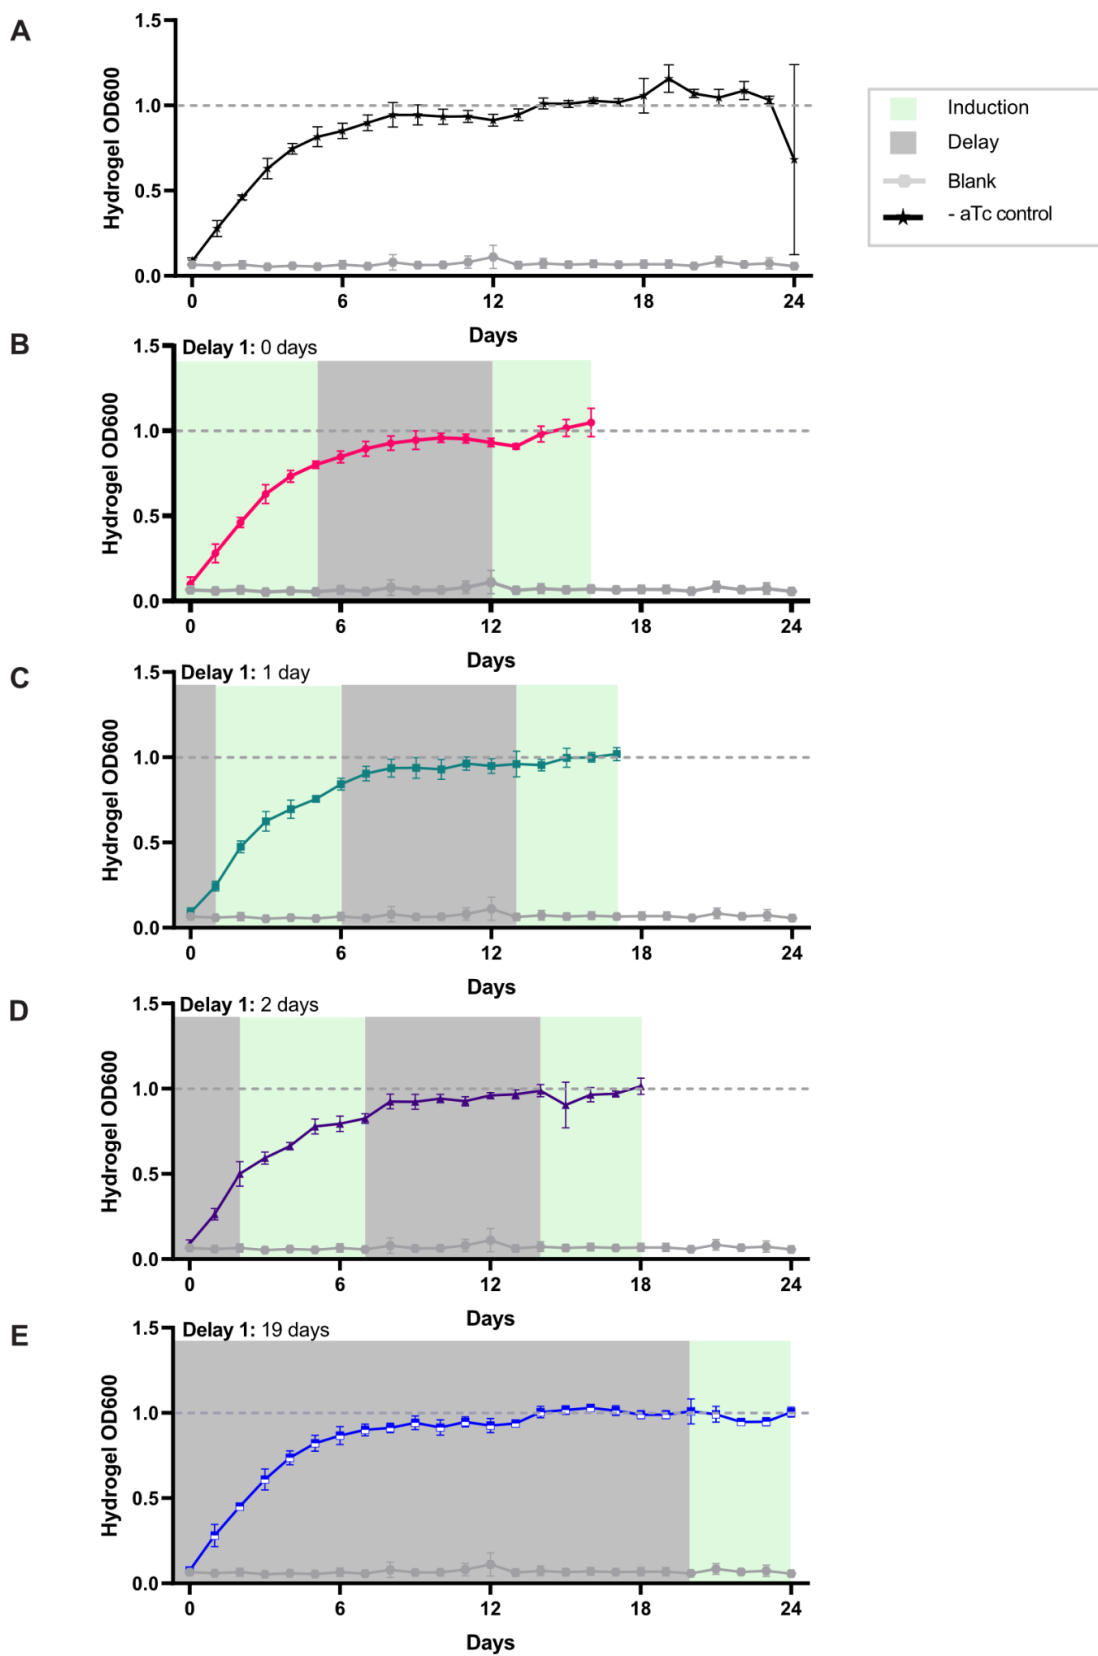 A
1.5
1.0
0.5
0.0
Hydrogel OD600
0 6 12 18 24
Days
Induction
Delay
Blank
- aTc control
B
Delay 1: 0 days
1.5
1.0
0.5
0.0
Hydrogel OD600
0 6 12 18 24
Days
C
Delay 1: 1 day
1.5
1.0
0.5
0.0
Hydrogel OD600
0 6 12 18 24
Days
D
Delay 1: 2 days
1.5
1.0
0.5
0.0
Hydrogel OD600
0 6 12 18 24
Days
E
Delay 1: 19 days
1.5
1.0
0.5
0.0
Hydrogel OD600
0 6 12 18 24
Days